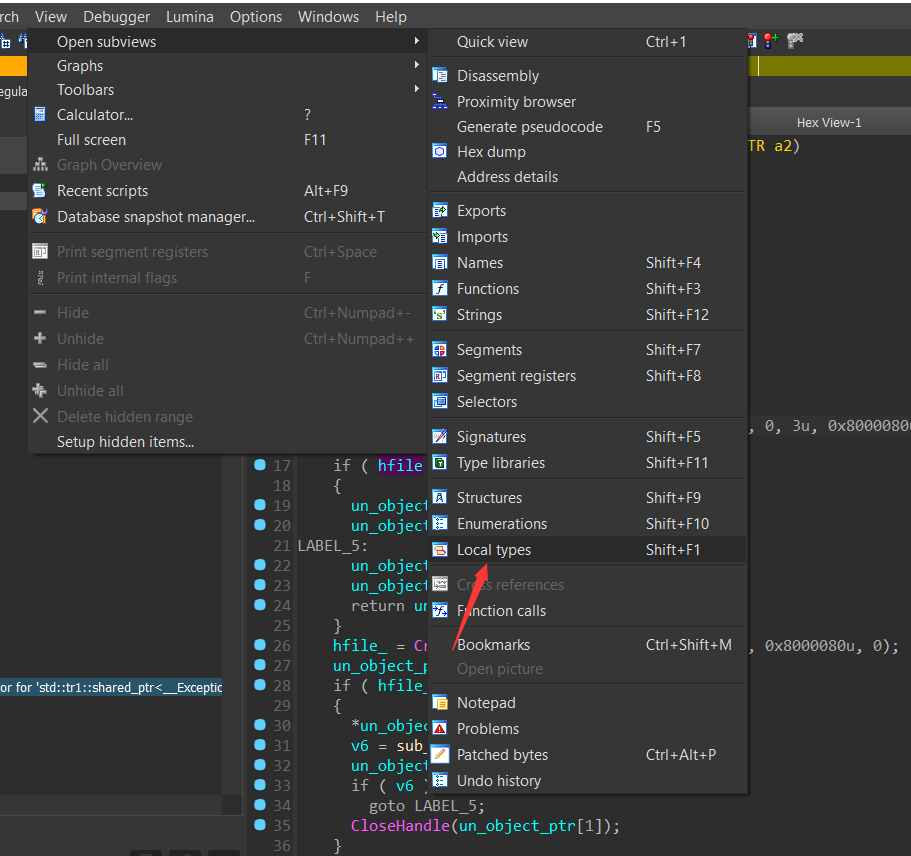 rch View Debugger Lumina Options Windows Help
Open subviews
Graphs
Toolbars
Calculator... ?
Full screen F11
Graph Overview
Recent scripts Alt+F9
Database snapshot manager... Ctrl+Shift+T
Print segment registers Ctrl+Space
Print internal flags F
Hide Ctrl+Numpad+-
Unhide Ctrl+Numpad++
Hide all
Unhide all
Delete hidden range
Setup hidden items...
Quick view Ctrl+1
Disassembly
Proximity browser
Generate pseudocode F5
Hex dump
Address details
Exports
Imports
Names Shift+F4
Functions Shift+F3
Strings Shift+F12
Segments Shift+F7
Segment registers Shift+F8
Selectors
Signatures Shift+F5
Type libraries Shift+F11
Structures Shift+F9
Enumerations Shift+F10
Local types Shift+F1
Cross references
Function calls
Bookmarks Ctrl+Shift+M
Open picture
Notepad
Problems
Patched bytes Ctrl+Alt+P
Undo history
egula
Hex View-1
TR a2)
, 0, 3u, 0x8000080u
17 if ( hfile
18 {
19 un_object
20 un_object
21 LABEL_5:
22 un_object
23 un_object
24 return un
25 }
26 hfile_ = Cr , 0x8000080u, 0);
27 un_object_p
28 if ( hfile_
29 {
30 *un_objec
31 v6 = sub_
32 un_object
33 if ( v6 )
34 goto LABEL_5;
35 CloseHandle(un_object_ptr[1]);
36 }
or for 'std::tr1::shared_ptr<__Exceptio